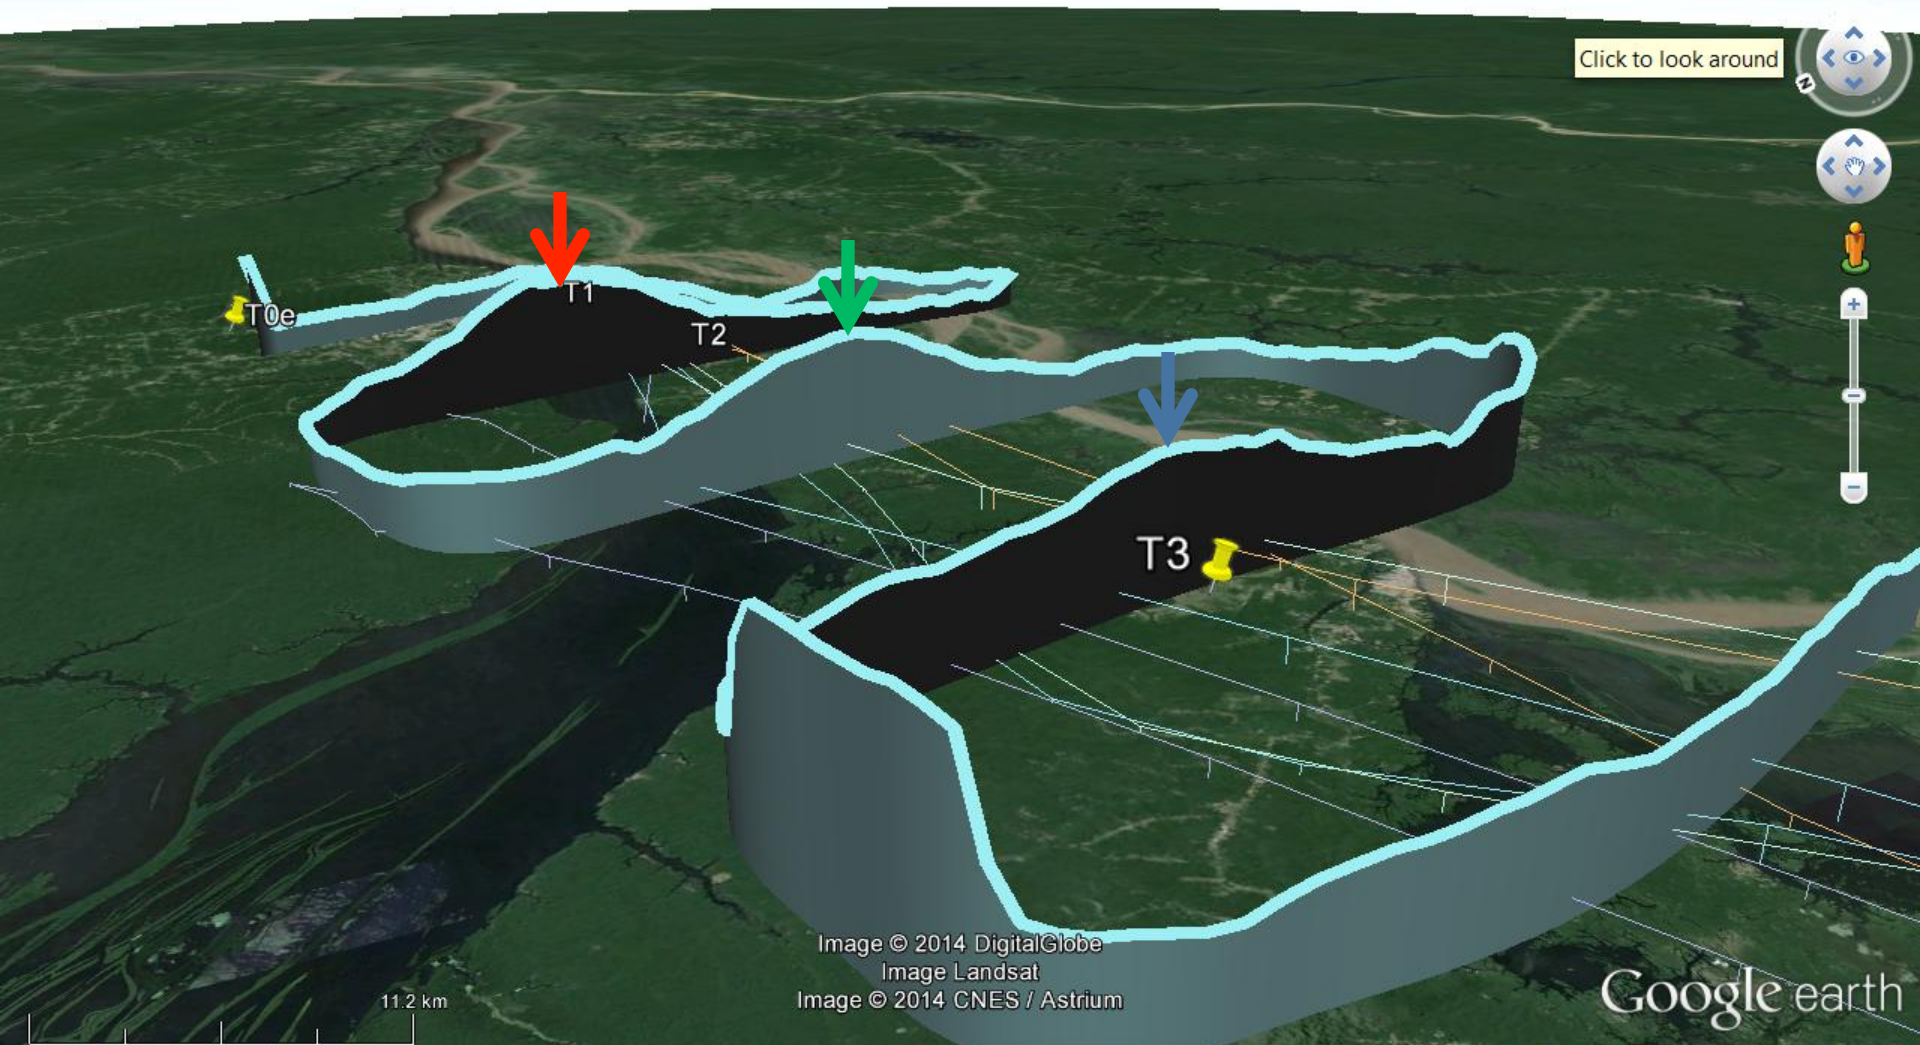 Click to look around
N
T0e
T1
T2
T3
Image © 2014 DigitalGlobe
Image Landsat
Image © 2014 CNES / Astrium
11.2 km
Google earth